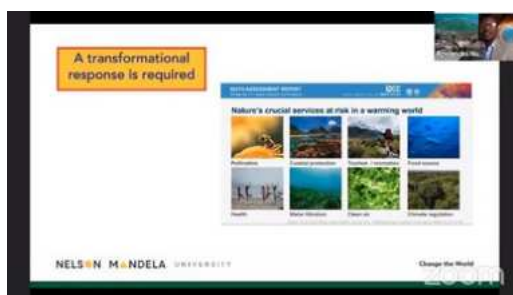 A transformational
response is required
SIXTH ASSESSMENT REPORT
IPCC
Nature's crucial services at risk in a warming world
Pollination
Coastal protection
Tourism / recreation
Food source
Health
Water filtration
Clean air
Climate regulation
NELSON MANDELA UNIVERSITY
Change the World
zoom